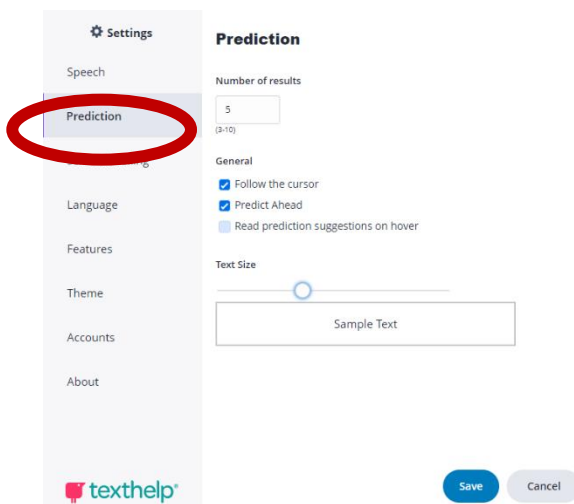 Settings
Speech
Prediction
Language
Features
Theme
Accounts
About
texthelp
Prediction
Number of results
5
(3-10)
General
Follow the cursor
Predict Ahead
Read prediction suggestions on hover
Text Size
Sample Text
Save
Cancel